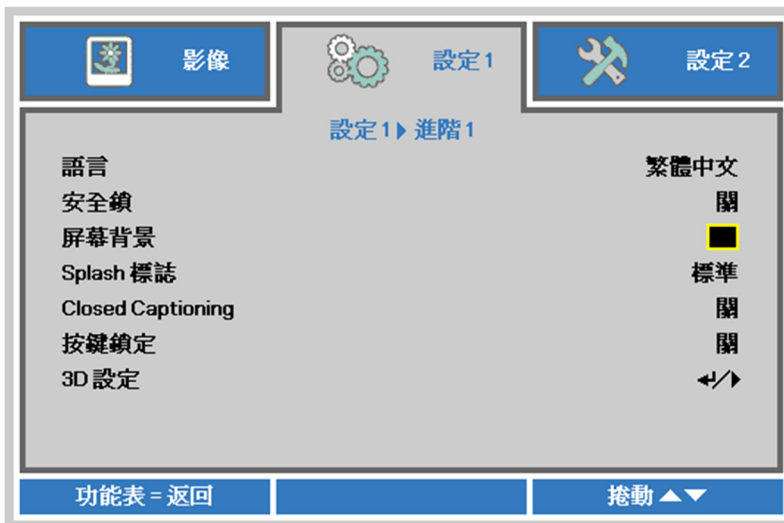 影像 設定1 設定2
設定1 ▶ 進階1
語言 繁體中文
安全鎖 關
屏幕背景
Splash 標誌 標準
Closed Captioning 關
按鍵鎖定 關
3D 設定 ↵/▶
功能表 = 返回 捲動 ▲▼